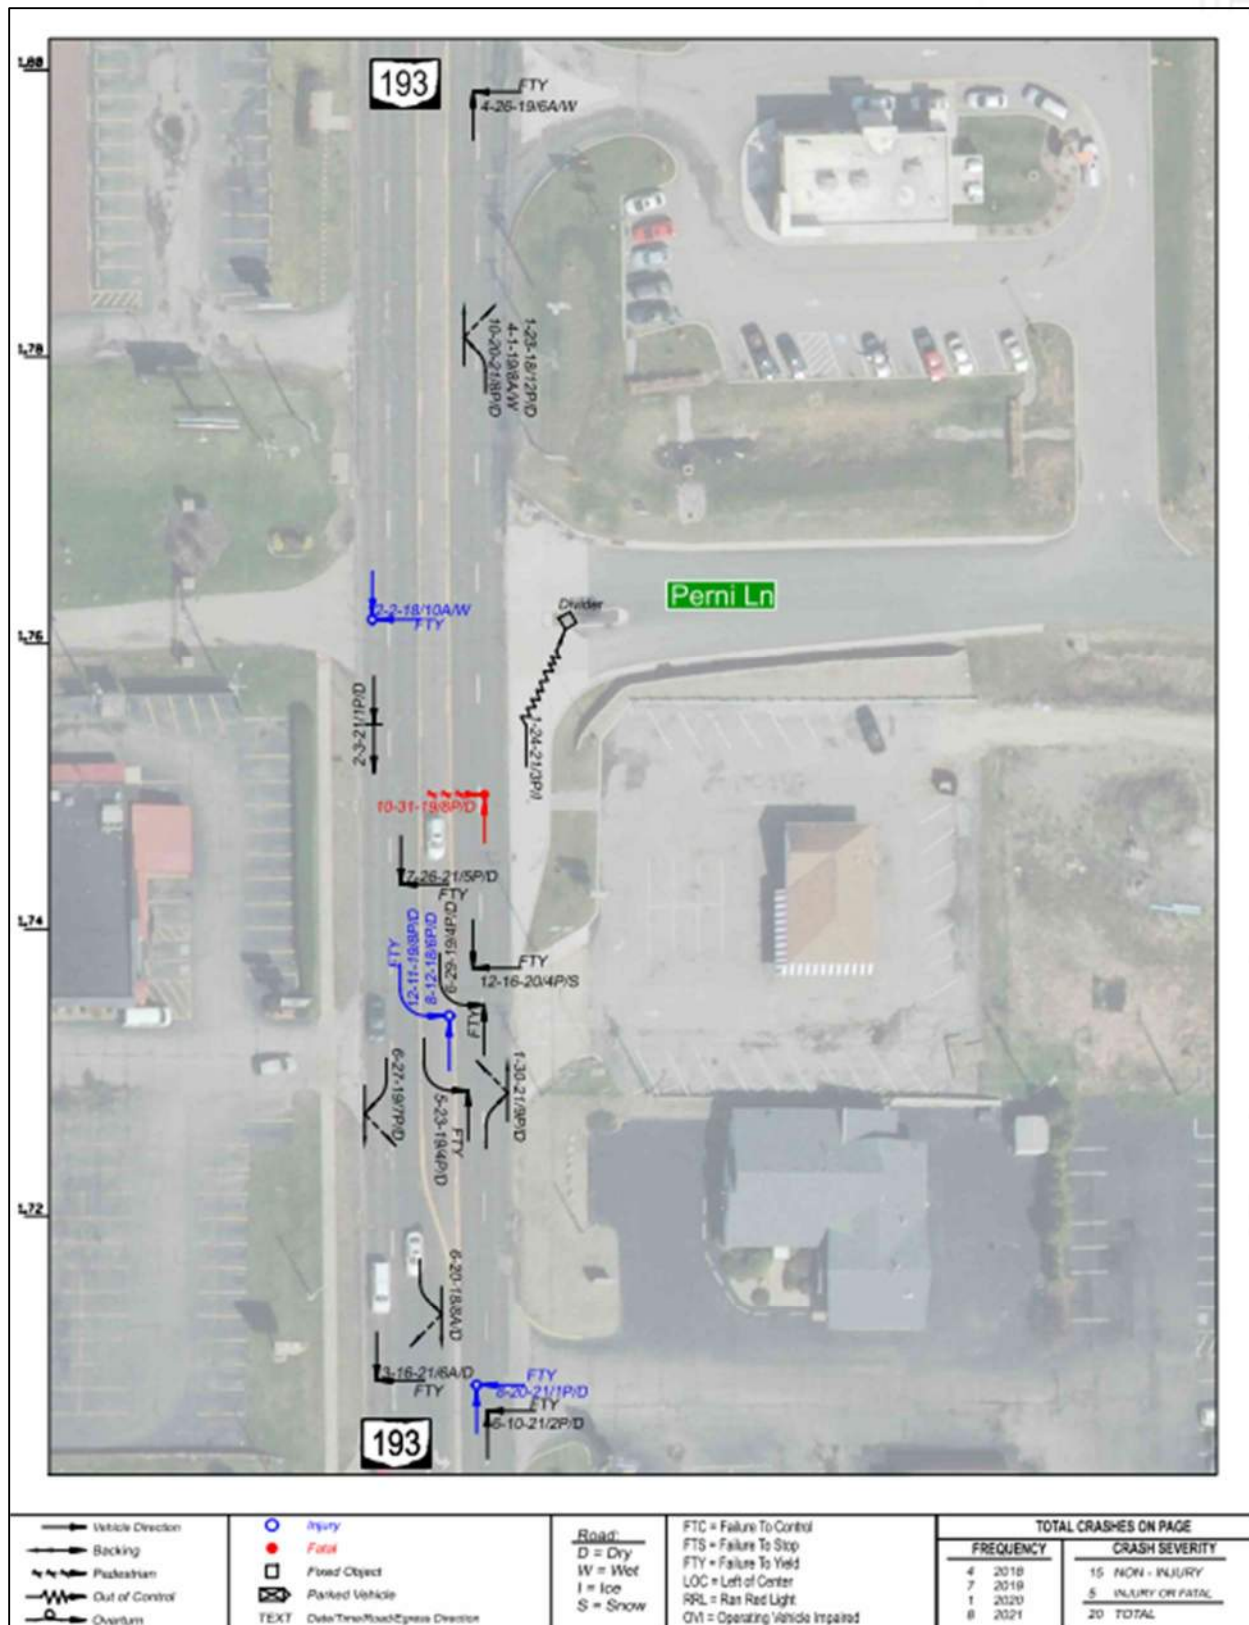 1.80
193
FTY
4-26-19/6A/W
1-23-18/12P/D
4-1-19/8A/W
10-20-21/8P/D
1.78
Perni Ln
Divider
2-2-18/10A/W
FTY
1.76
2-3-21/1P/D
1-24-21/3P/I
10-31-19/8P/D
7-26-21/5P/D
FTY
1.74
FTY
12-11-19/8P/D
8-12-18/6P/D
FTY
FTY
12-16-20/4P/S
6-27-19/7P/D
5-23-19/4P/D
FTY
1-30-21/9P/D
1.72
6-20-18/8A/D
3-16-21/6A/D
FTY
FTY
8-20-21/1P/D
FTY
6-10-21/2P/D
193
Vehicle Direction
Backing
Pedestrian
Out of Control
Overturn
Injury
Fatal
Fixed Object
Parked Vehicle
TEXT Date/Time/Road/Egress Direction
Road:
D = Dry
W = Wet
I = Ice
S = Snow
FTC = Failure To Control
FTS = Failure To Stop
FTY = Failure To Yield
LOC = Left of Center
RRL = Ran Red Light
OVI = Operating Vehicle Impaired
TOTAL CRASHES ON PAGE
FREQUENCY
4 2018
7 2019
1 2020
8 2021
CRASH SEVERITY
15 NON - INJURY
5 INJURY OR FATAL
20 TOTAL